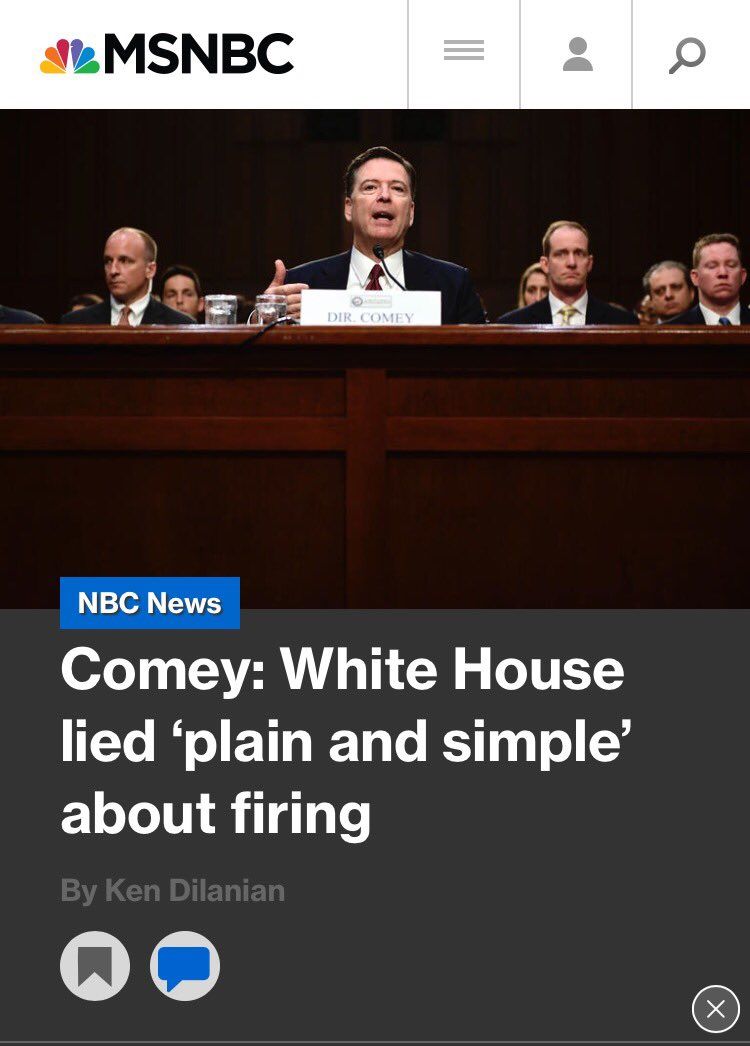 MSNBC
DIR. COMEY
NBC News
Comey: White House
lied ‘plain and simple’
about firing
By Ken Dilanian